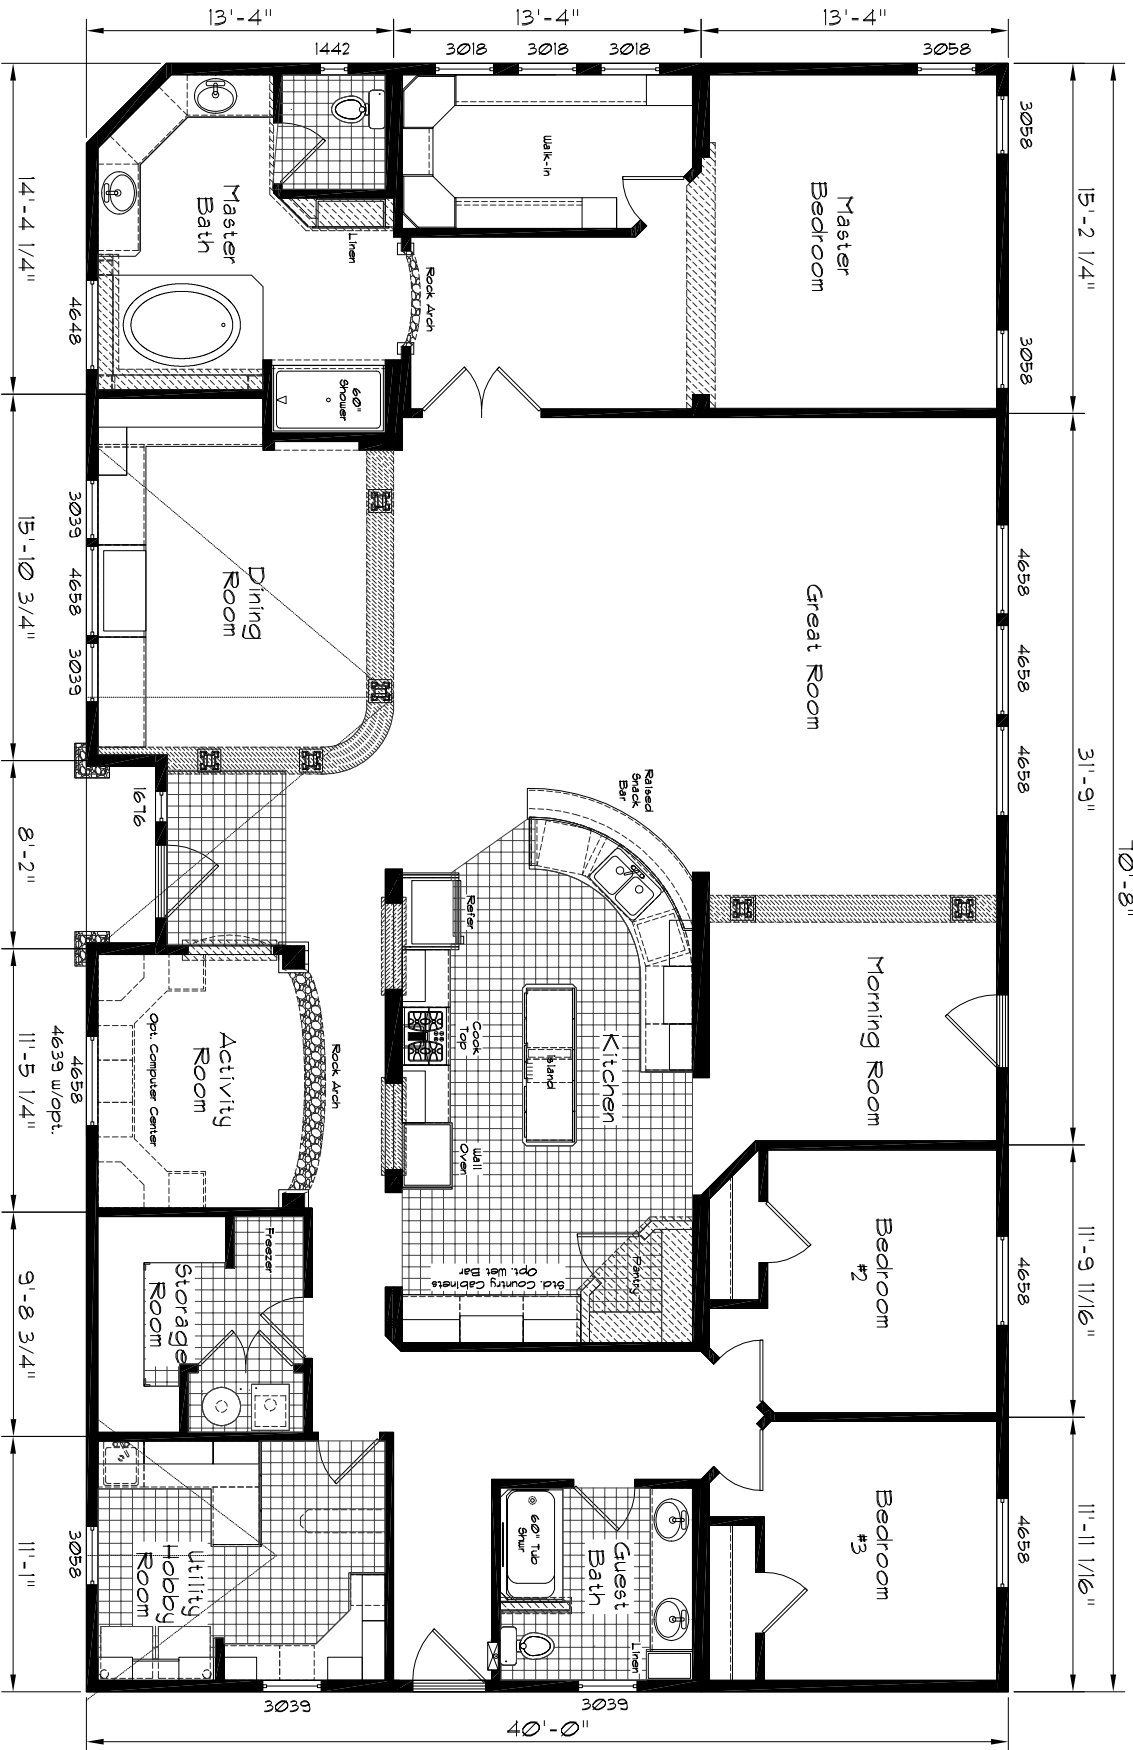 13'-4"
13'-4"
13'-4"
1442
3018
3018
3018
3058
3058
3058
15'-2 1/4"
14'-4 1/4"
4648
Walk-In
Master
Bedroom
Master
Bath
Linen
Rock Arch
60"
Shower
3039
4658
3039
15'-10 3/4"
Dining
Room
Great Room
4658
4658
4658
31'-9"
70'-8"
Raised
Snack
Bar
1676
8'-2"
Refer
Morning Room
Kitchen
Island
Cook
Top
Wall
Oven
Rock Arch
Activity
Room
Opt. Computer Center
4658
4639 w/opt.
11'-5 1/4"
Pantry
Std. Country Cabinets
Opt. Wet Bar
Freezer
Storage
Room
9'-8 3/4"
Bedroom
#2
4658
11'-9 11/16"
Bedroom
#3
4658
11'-11 1/16"
60" Tub
Shwr
Guest
Bath
Linen
Utility
Hobby
Room
3058
11'-1"
3039
3039
40'-0"